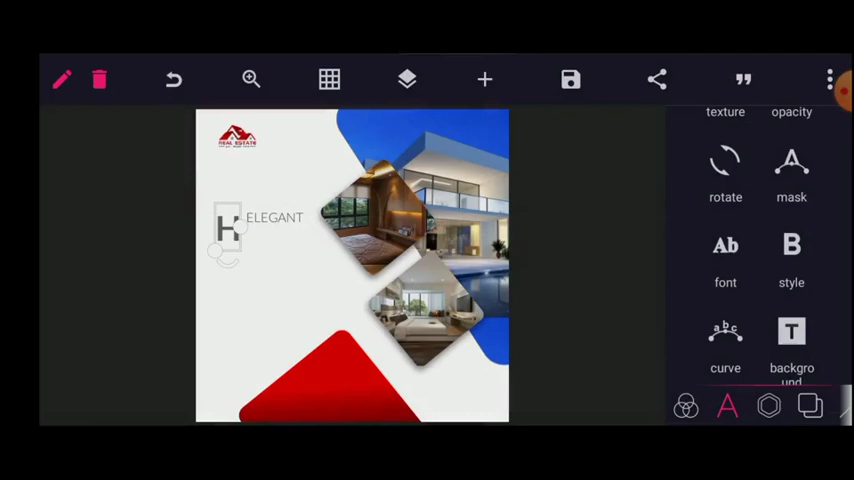 REAL ESTATE
H
ELEGANT
texture
opacity
rotate
mask
Ab
B
font
style
abc
T
curve
backgro
und
A